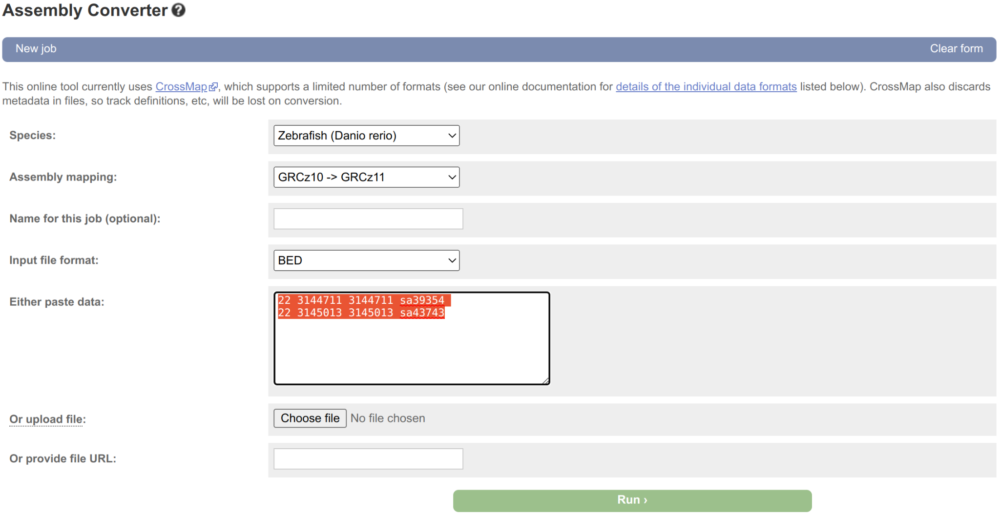 Assembly Converter ?
New job
Clear form
This online tool currently uses CrossMap, which supports a limited number of formats (see our online documentation for details of the individual data formats listed below). CrossMap also discards
metadata in files, so track definitions, etc, will be lost on conversion.
Species:
Zebrafish (Danio rerio)
Assembly mapping:
GRCz10 -> GRCz11
Name for this job (optional):
Input file format:
BED
Either paste data:
22 3144711 3144711 sa39354
22 3145013 3145013 sa43743
Or upload file:
Choose file No file chosen
Or provide file URL:
Run ›